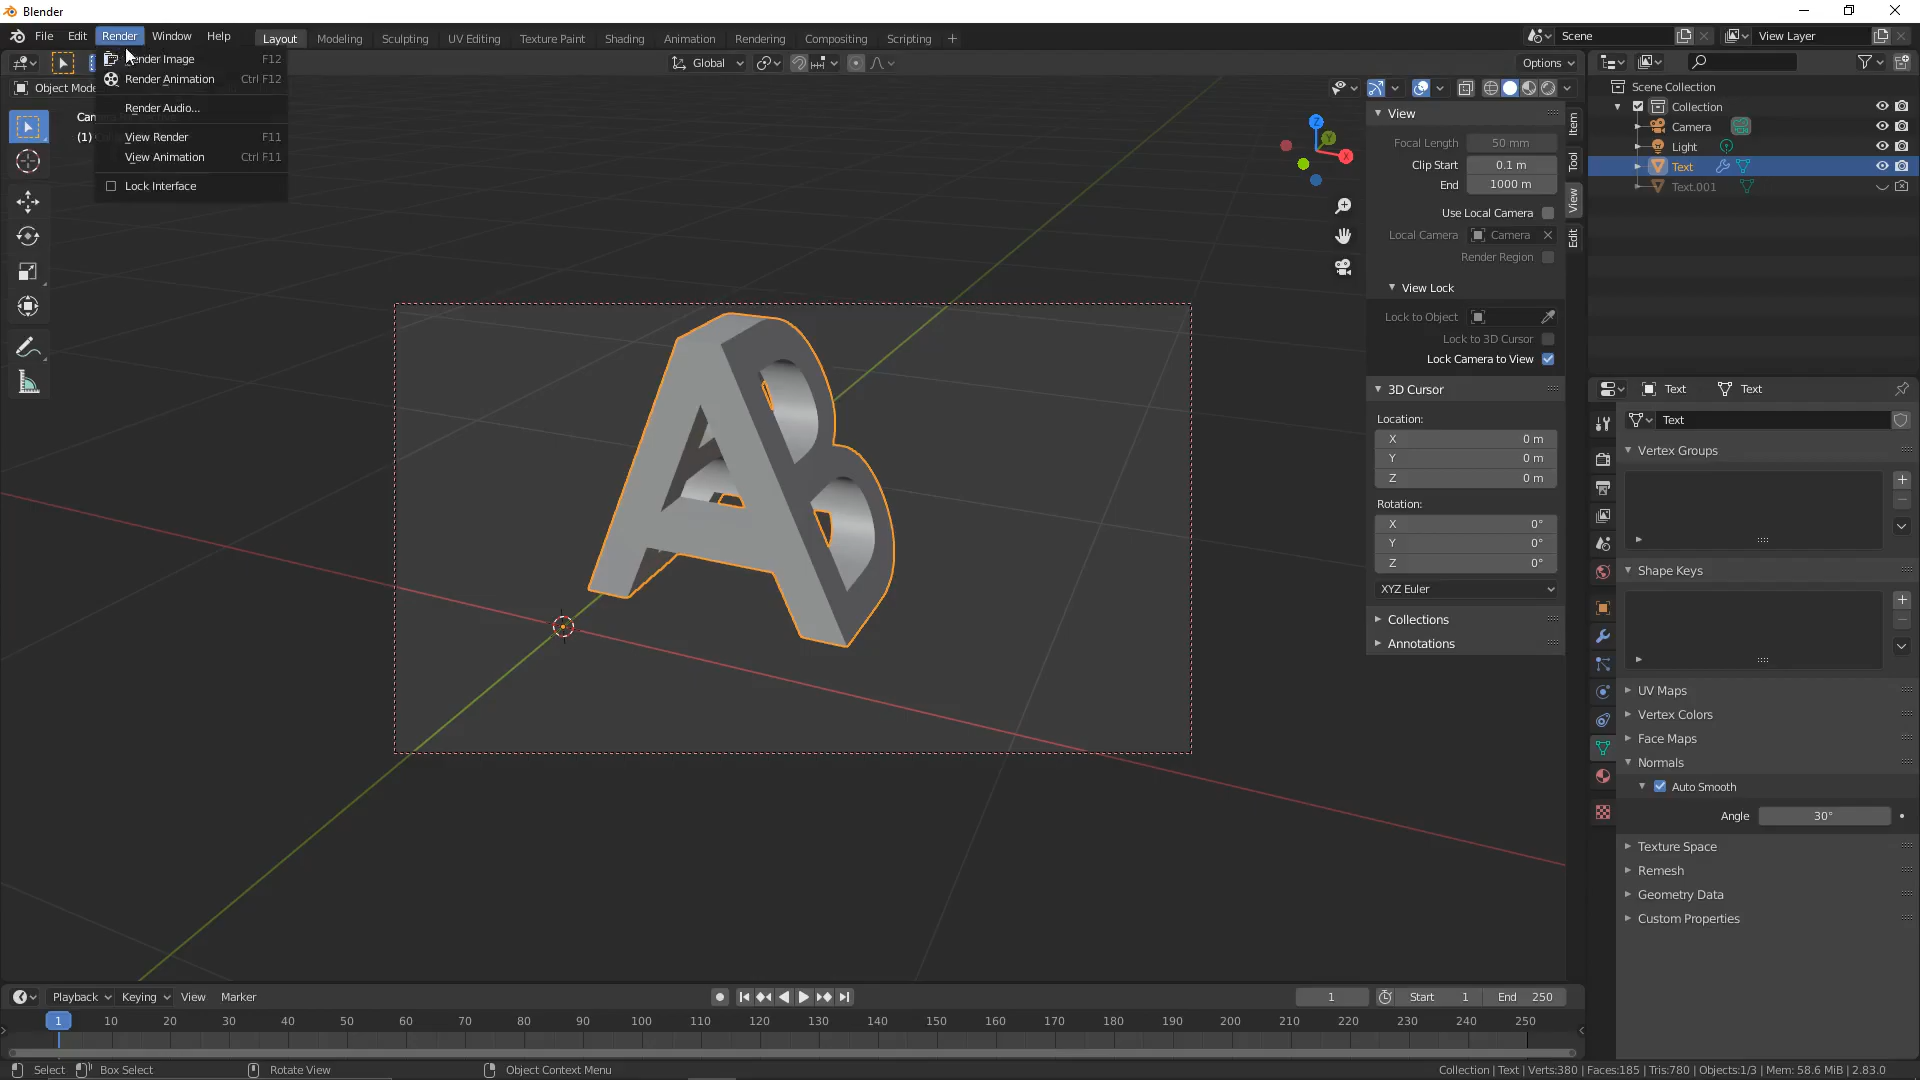 Blender
File Edit Render Window Help Layout Modeling Sculpting UV Editing Texture Paint Shading Animation Rendering Compositing Scripting + Scene View Layer
Render Image F12
Render Animation Ctrl F12
Render Audio...
View Render F11
View Animation Ctrl F11
Lock Interface
Global
Options
Object Mode
(1)
View
Focal Length 50 mm
Clip Start 0.1 m
End 1000 m
Use Local Camera
Local Camera Camera
Render Region
View Lock
Lock to Object
Lock to 3D Cursor
Lock Camera to View
3D Cursor
Location:
X 0 m
Y 0 m
Z 0 m
Rotation:
X 0°
Y 0°
Z 0°
XYZ Euler
Collections
Annotations
Item
Tool
View
Edit
Z
Y
X
A
B
Scene Collection
Collection
Camera
Light
Text
Text.001
Text Text
Text
Vertex Groups
Shape Keys
UV Maps
Vertex Colors
Face Maps
Normals
Auto Smooth
Angle 30°
Texture Space
Remesh
Geometry Data
Custom Properties
Playback Keying View Marker
1 Start 1 End 250
1 10 20 30 40 50 60 70 80 90 100 110 120 130 140 150 160 170 180 190 200 210 220 230 240 250
Select Box Select Rotate View Object Context Menu
Collection | Text | Verts:380 | Faces:185 | Tris:780 | Objects:1/3 | Mem: 58.6 MiB | 2.83.0